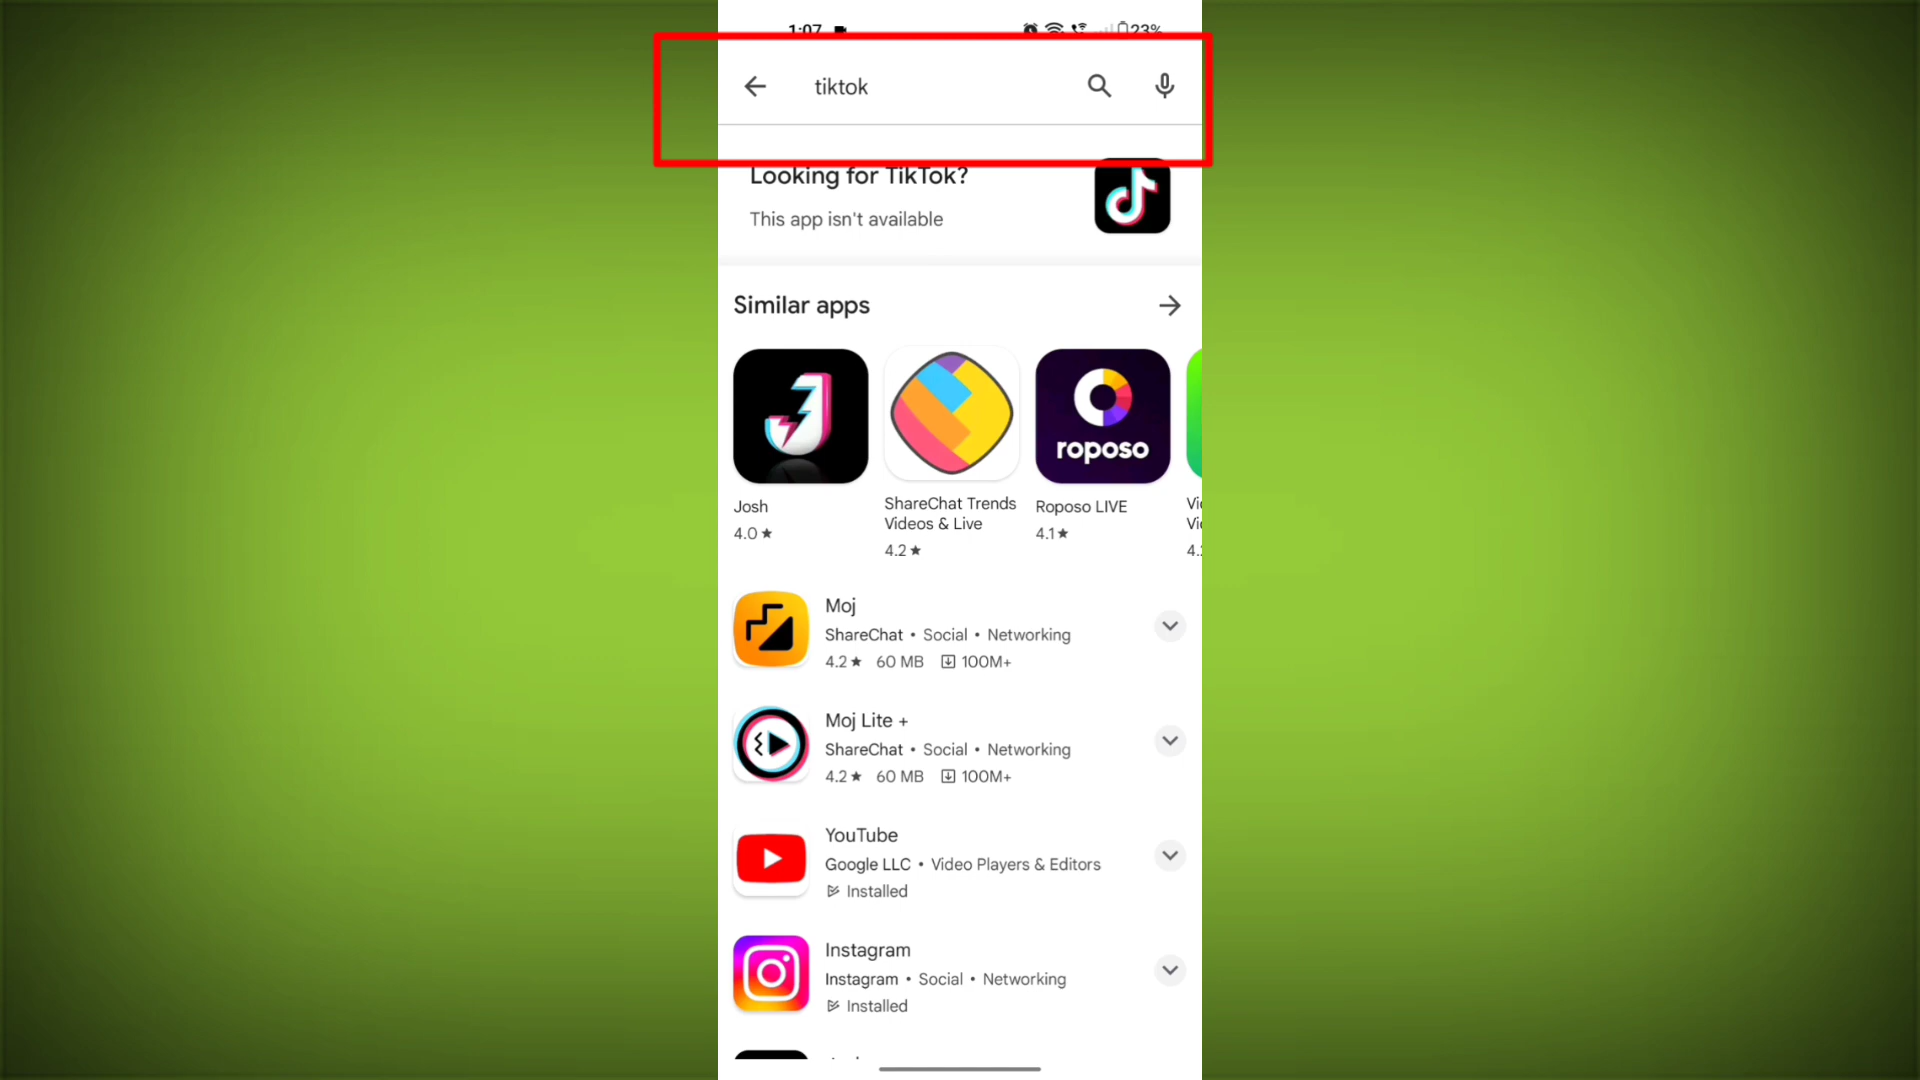 1:07 23%
tiktok
Looking for TikTok?
This app isn't available
Similar apps
roposo
Josh
4.0★
ShareChat Trends
Videos & Live
4.2★
Roposo LIVE
4.1★
Moj
ShareChat • Social • Networking
4.2★ 60 MB 100M+
Moj Lite +
ShareChat • Social • Networking
4.2★ 60 MB 100M+
YouTube
Google LLC • Video Players & Editors
Installed
Instagram
Instagram • Social • Networking
Installed